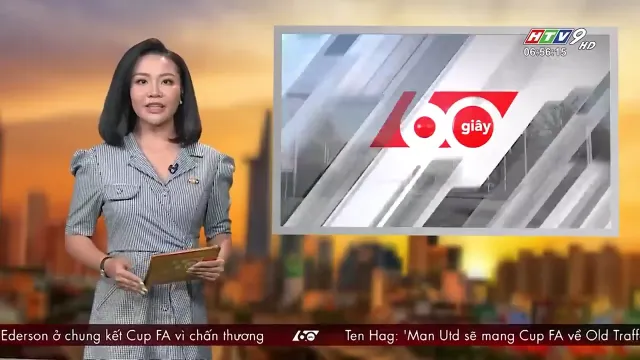 HTV9 HD
06:56:15
60 giây
Ederson ở chung kết Cup FA vì chấn thương
60
Ten Hag: 'Man Utd sẽ mang Cup FA về Old Traff